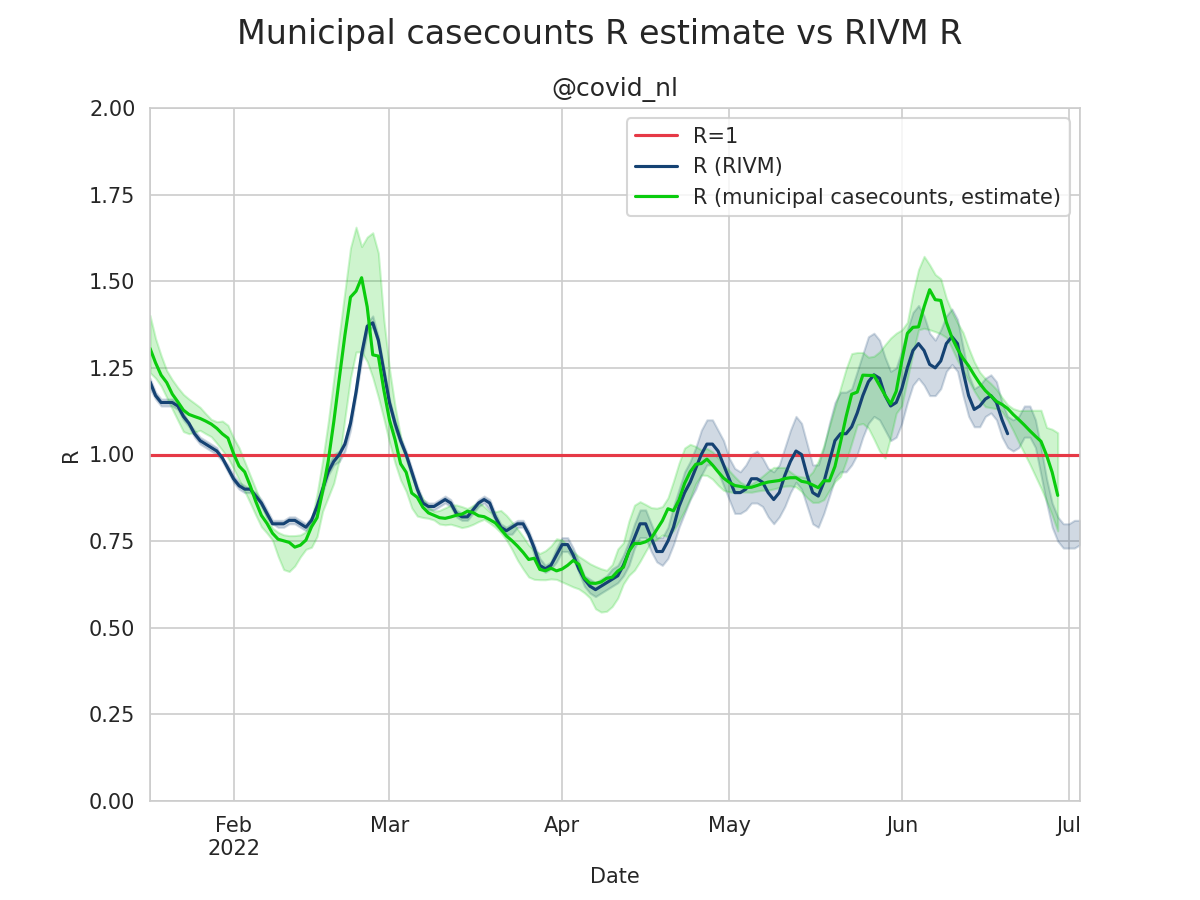 Municipal casecounts R estimate vs RIVM R
@covid_nl
R=1
R (RIVM)
R (municipal casecounts, estimate)
2.00
1.75
1.50
1.25
1.00
0.75
0.50
0.25
0.00
R
Feb Mar Apr May Jun Jul
2022
Date